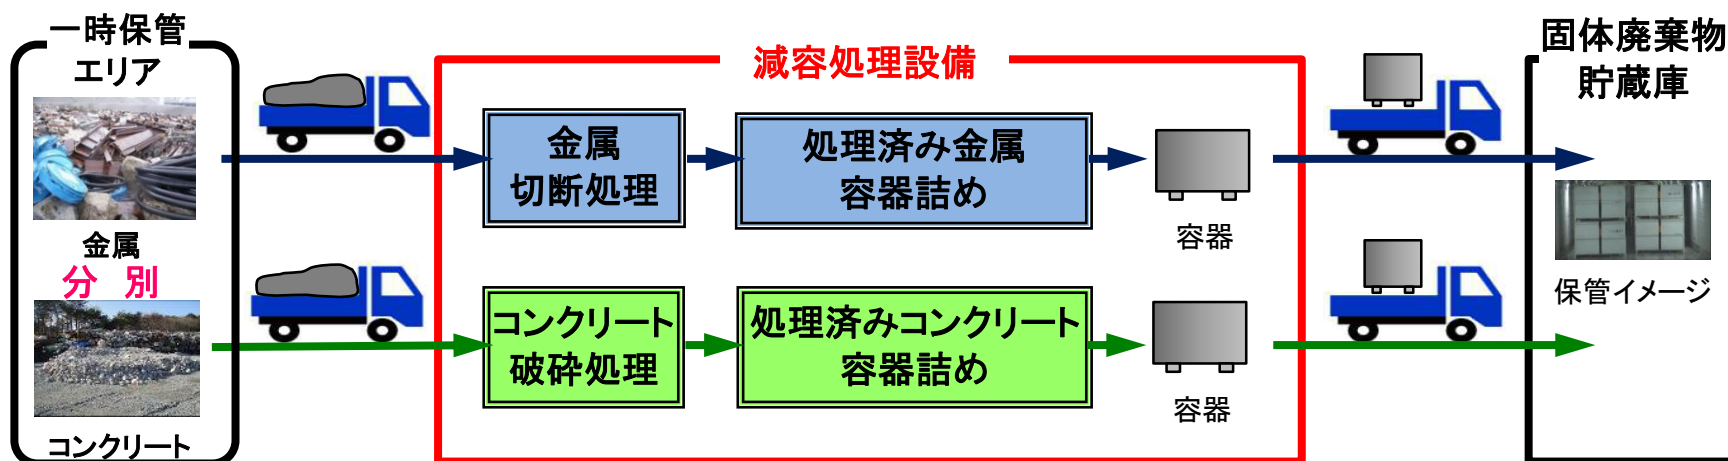 一時保管
エリア
金属
分 別
コンクリート
減容処理設備
金属
切断処理
処理済み金属
容器詰め
容器
コンクリート
破砕処理
処理済みコンクリート
容器詰め
容器
固体廃棄物
貯蔵庫
保管イメージ